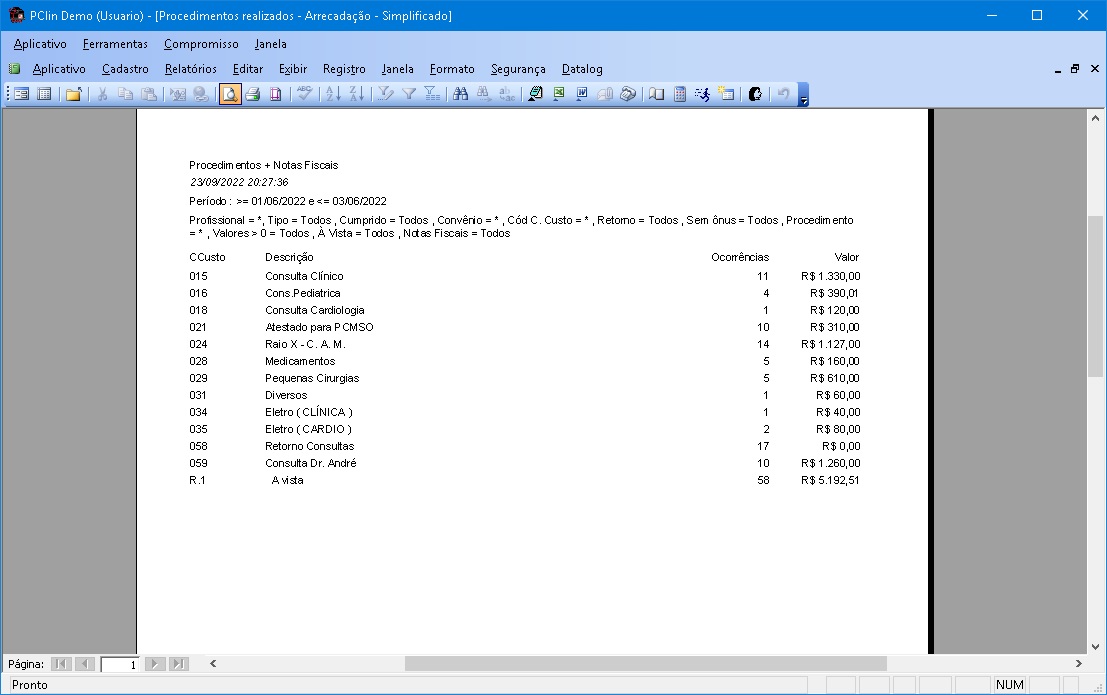 PClin Demo (Usuario) - [Procedimentos realizados - Arrecadação - Simplificado]
Aplicativo Ferramentas Compromisso Janela
Aplicativo Cadastro Relatórios Editar Exibir Registro Janela Formato Segurança Datalog
Procedimentos + Notas Fiscais
23/09/2022 20:27:36
Período : >= 01/06/2022 e <= 03/06/2022
Profissional = *, Tipo = Todos , Cumprido = Todos , Convênio = * , Cód C. Custo = * , Retorno = Todos , Sem ônus = Todos , Procedimento
= * , Valores > 0 = Todos , À Vista = Todos , Notas Fiscais = Todos
CCusto Descrição Ocorrências Valor
015 Consulta Clínico 11 R$ 1.330,00
016 Cons.Pediatrica 4 R$ 390,01
018 Consulta Cardiologia 1 R$ 120,00
021 Atestado para PCMSO 10 R$ 310,00
024 Raio X - C. A. M. 14 R$ 1.127,00
028 Medicamentos 5 R$ 160,00
029 Pequenas Cirurgias 5 R$ 610,00
031 Diversos 1 R$ 60,00
034 Eletro ( CLÍNICA ) 1 R$ 40,00
035 Eletro ( CARDIO ) 2 R$ 80,00
058 Retorno Consultas 17 R$ 0,00
059 Consulta Dr. André 10 R$ 1.260,00
R.1 A vista 58 R$ 5.192,51
Página: 1
Pronto NUM